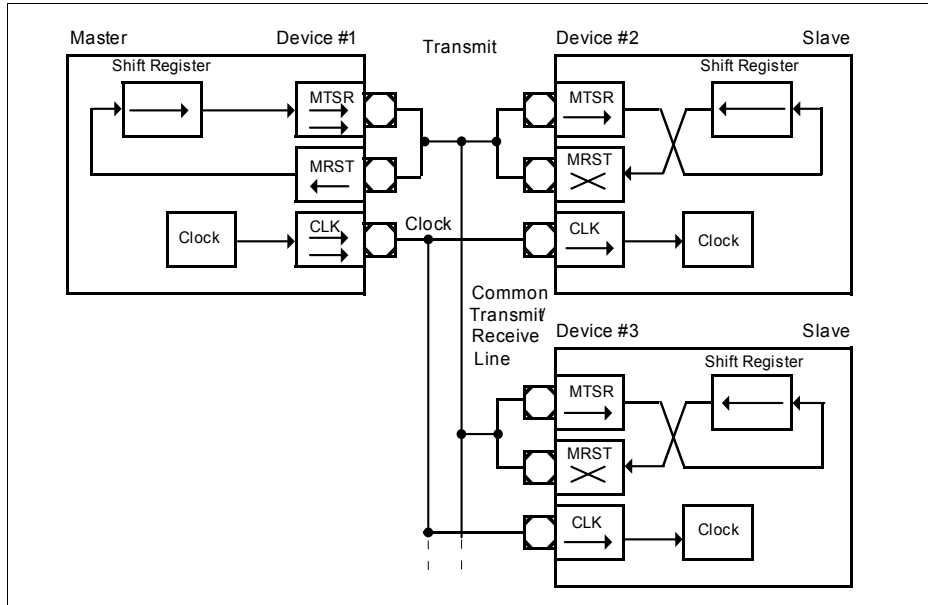 Master Device #1
Shift Register
MTSR
MRST
Clock
CLK
Transmit
Clock
Common
Transmit/
Receive
Line
Device #2 Slave
Shift Register
MTSR
MRST
CLK
Clock
Device #3 Slave
Shift Register
MTSR
MRST
CLK
Clock